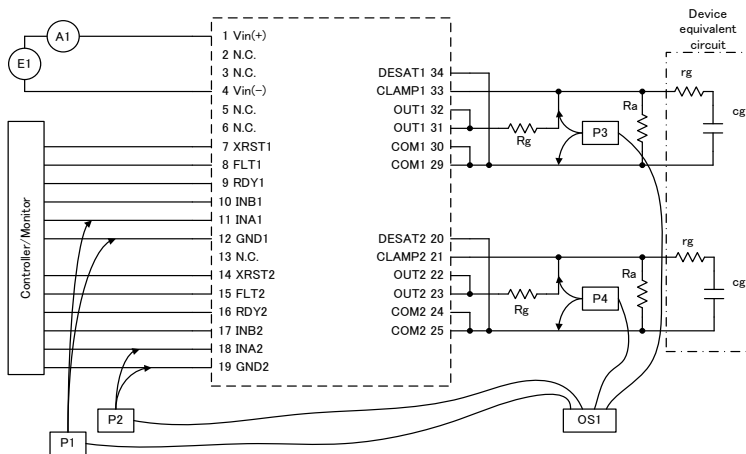 Device
equivalent
circuit
A1
E1
1 Vin(+)
2 N.C.
3 N.C.
4 Vin(-)
5 N.C.
6 N.C.
7 XRST1
8 FLT1
9 RDY1
10 INB1
11 INA1
12 GND1
13 N.C.
14 XRST2
15 FLT2
16 RDY2
17 INB2
18 INA2
19 GND2
DESAT1 34
CLAMP1 33
OUT1 32
OUT1 31
COM1 30
COM1 29
DESAT2 20
CLAMP2 21
OUT2 22
OUT2 23
COM2 24
COM2 25
Controller/Monitor
Rg
P3
Ra
rg
cg
Rg
P4
Ra
rg
cg
P2
P1
OS1